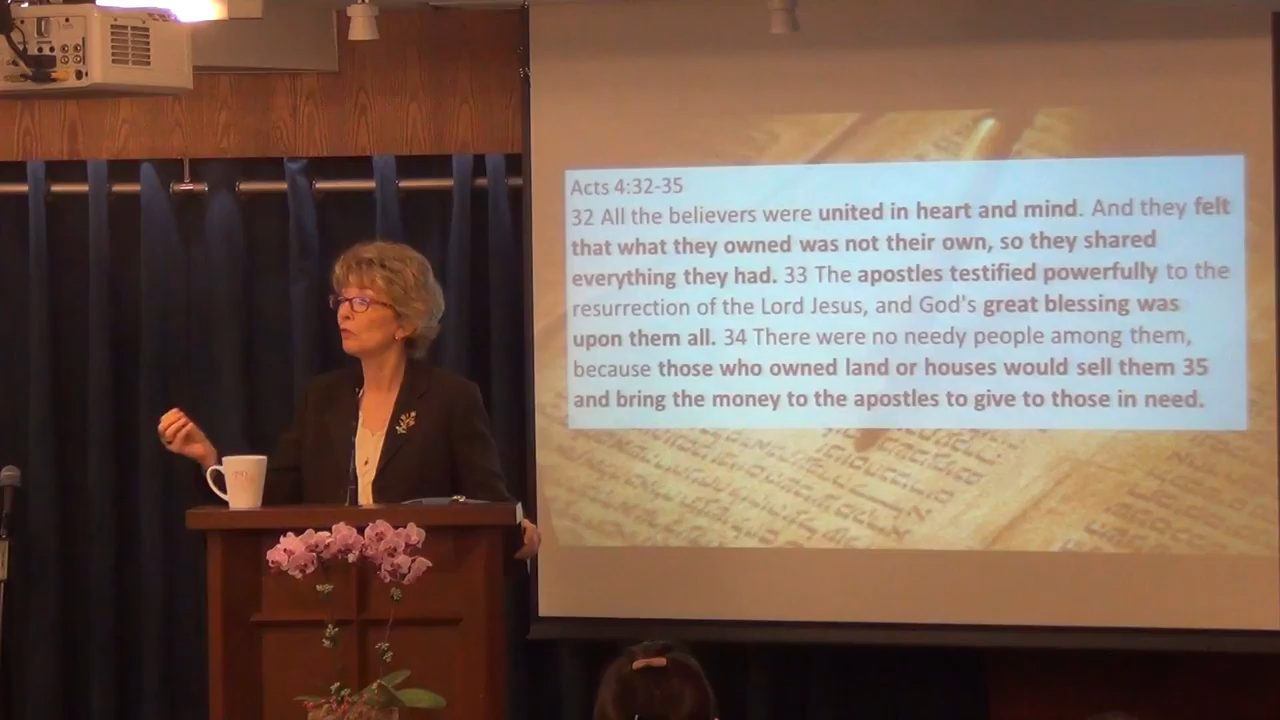 Acts 4:32-35
32 All the believers were united in heart and mind. And they felt
that what they owned was not their own, so they shared
everything they had. 33 The apostles testified powerfully to the
resurrection of the Lord Jesus, and God's great blessing was
upon them all. 34 There were no needy people among them,
because those who owned land or houses would sell them 35
and bring the money to the apostles to give to those in need.